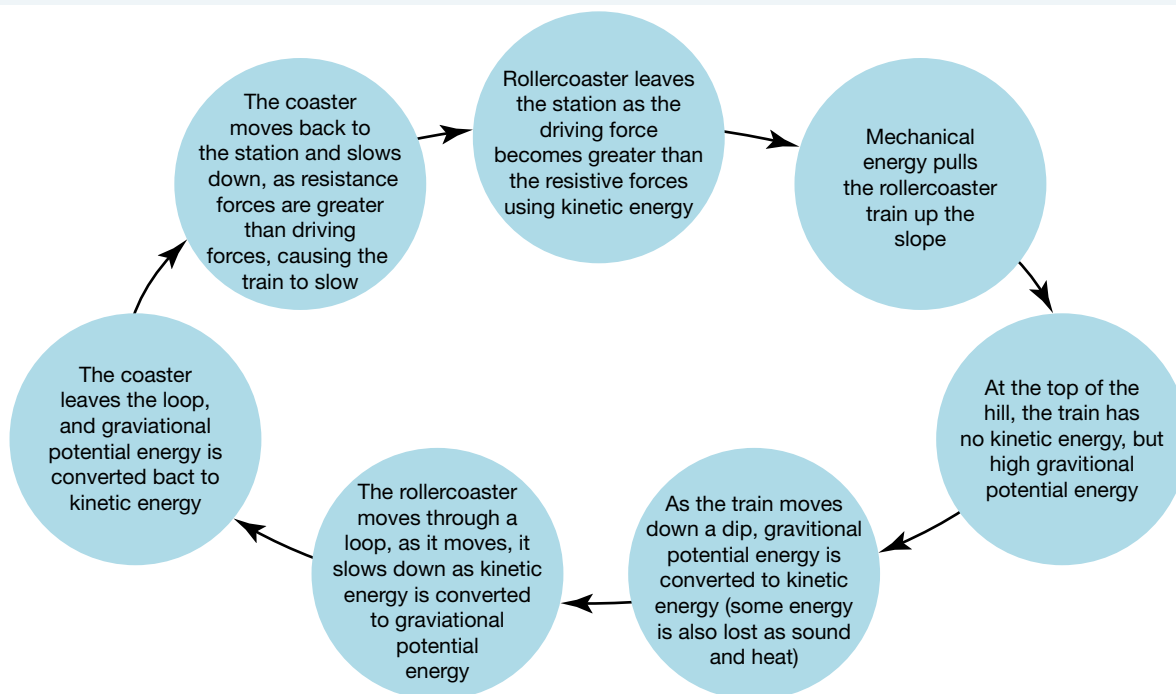 Rollercoaster leaves
the station as the
driving force
becomes greater than
the resistive forces
using kinetic energy
Mechanical
energy pulls
the rollercoaster
train up the
slope
At the top of the
hill, the train has
no kinetic energy, but
high gravitional
potential energy
As the train moves
down a dip, gravitional
potential energy is
converted to kinetic
energy (some energy
is also lost as sound
and heat)
The rollercoaster
moves through a
loop, as it moves, it
slows down as kinetic
energy is converted
to graviational
potential
energy
The coaster
leaves the loop,
and graviational
potential energy is
converted bact to
kinetic energy
The coaster
moves back to
the station and slows
down, as resistance
forces are greater
than driving
forces, causing the
train to slow